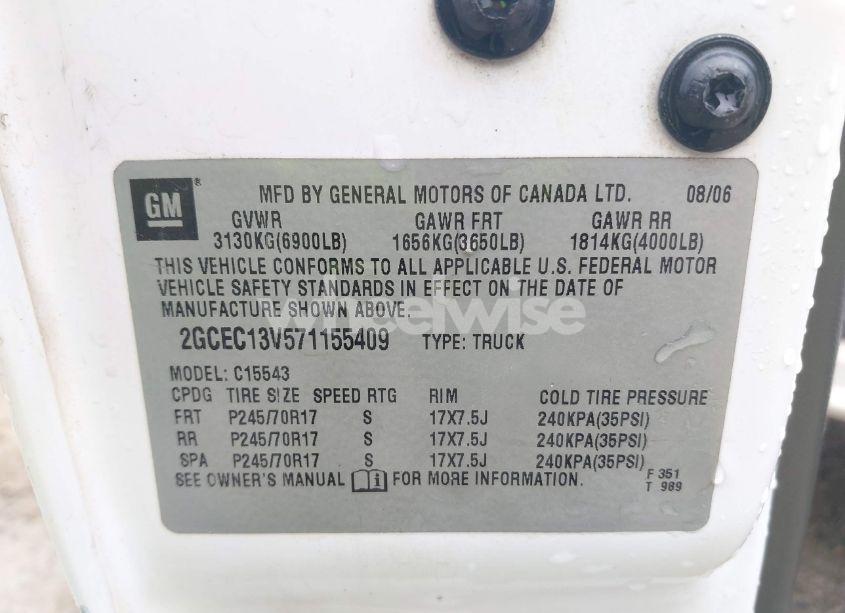 GM ®
MFD BY GENERAL MOTORS OF CANADA LTD. 08/06
GVWR GAWR FRT GAWR RR
3130KG(6900LB) 1656KG(3650LB) 1814KG(4000LB)
THIS VEHICLE CONFORMS TO ALL APPLICABLE U.S. FEDERAL MOTOR
VEHICLE SAFETY STANDARDS IN EFFECT ON THE DATE OF
MANUFACTURE SHOWN ABOVE.
wheelwise
2GCEC13V571155409 TYPE: TRUCK
MODEL: C15543
CPDG TIRE SIZE SPEED RTG RIM COLD TIRE PRESSURE
FRT P245/70R17 S 17X7.5J 240KPA(35PSI)
RR P245/70R17 S 17X7.5J 240KPA(35PSI)
SPA P245/70R17 S 17X7.5J 240KPA(35PSI)
SEE OWNER'S MANUAL FOR MORE INFORMATION.
F 351
T 989